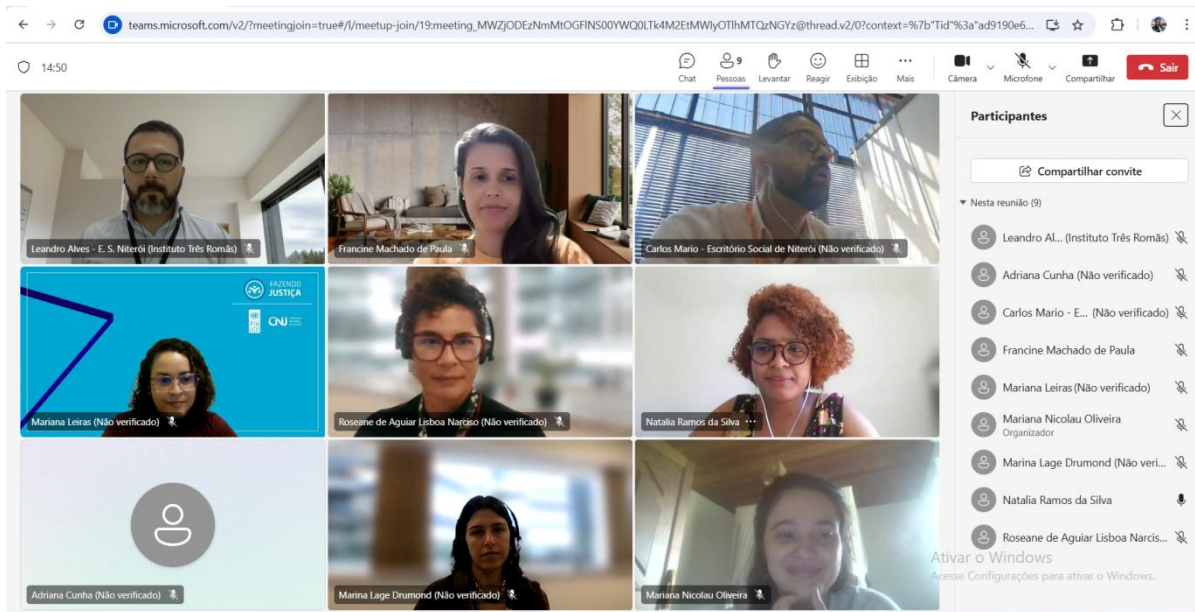 teams.microsoft.com/v2/?meetingjoin=true#/l/meetup-join/19:meeting_MWZjODEzNmMtOGFlNS00YWQ0LTk4M2EtMWIyOTlhMTQzNGYz@thread.v2/0?context=%7b"Tid"%3a"ad9190e6...
14:50
9
Chat Pessoas Levantar Reagir Exibição Mais Câmera Microfone Compartilhar Sair
Leandro Alves - E. S. Niterói (Instituto Três Romãs)
Francine Machado de Paula
Carlos Mario - Escritório Social de Niterói (Não verificado)
FAZENDO
JUSTIÇA
CNJ
Mariana Leiras (Não verificado)
Roseane de Aguiar Lisboa Narciso (Não verificado)
Natalia Ramos da Silva ...
Adriana Cunha (Não verificado)
Marina Lage Drumond (Não verificado)
Mariana Nicolau Oliveira
Participantes
Compartilhar convite
Nesta reunião (9)
Leandro Al... (Instituto Três Romãs)
Adriana Cunha (Não verificado)
Carlos Mario - E... (Não verificado)
Francine Machado de Paula
Mariana Leiras (Não verificado)
Mariana Nicolau Oliveira
Organizador
Marina Lage Drumond (Não veri...
Natalia Ramos da Silva
Roseane de Aguiar Lisboa Narcis...
Ativar o Windows
Acesse Configurações para ativar o Windows.